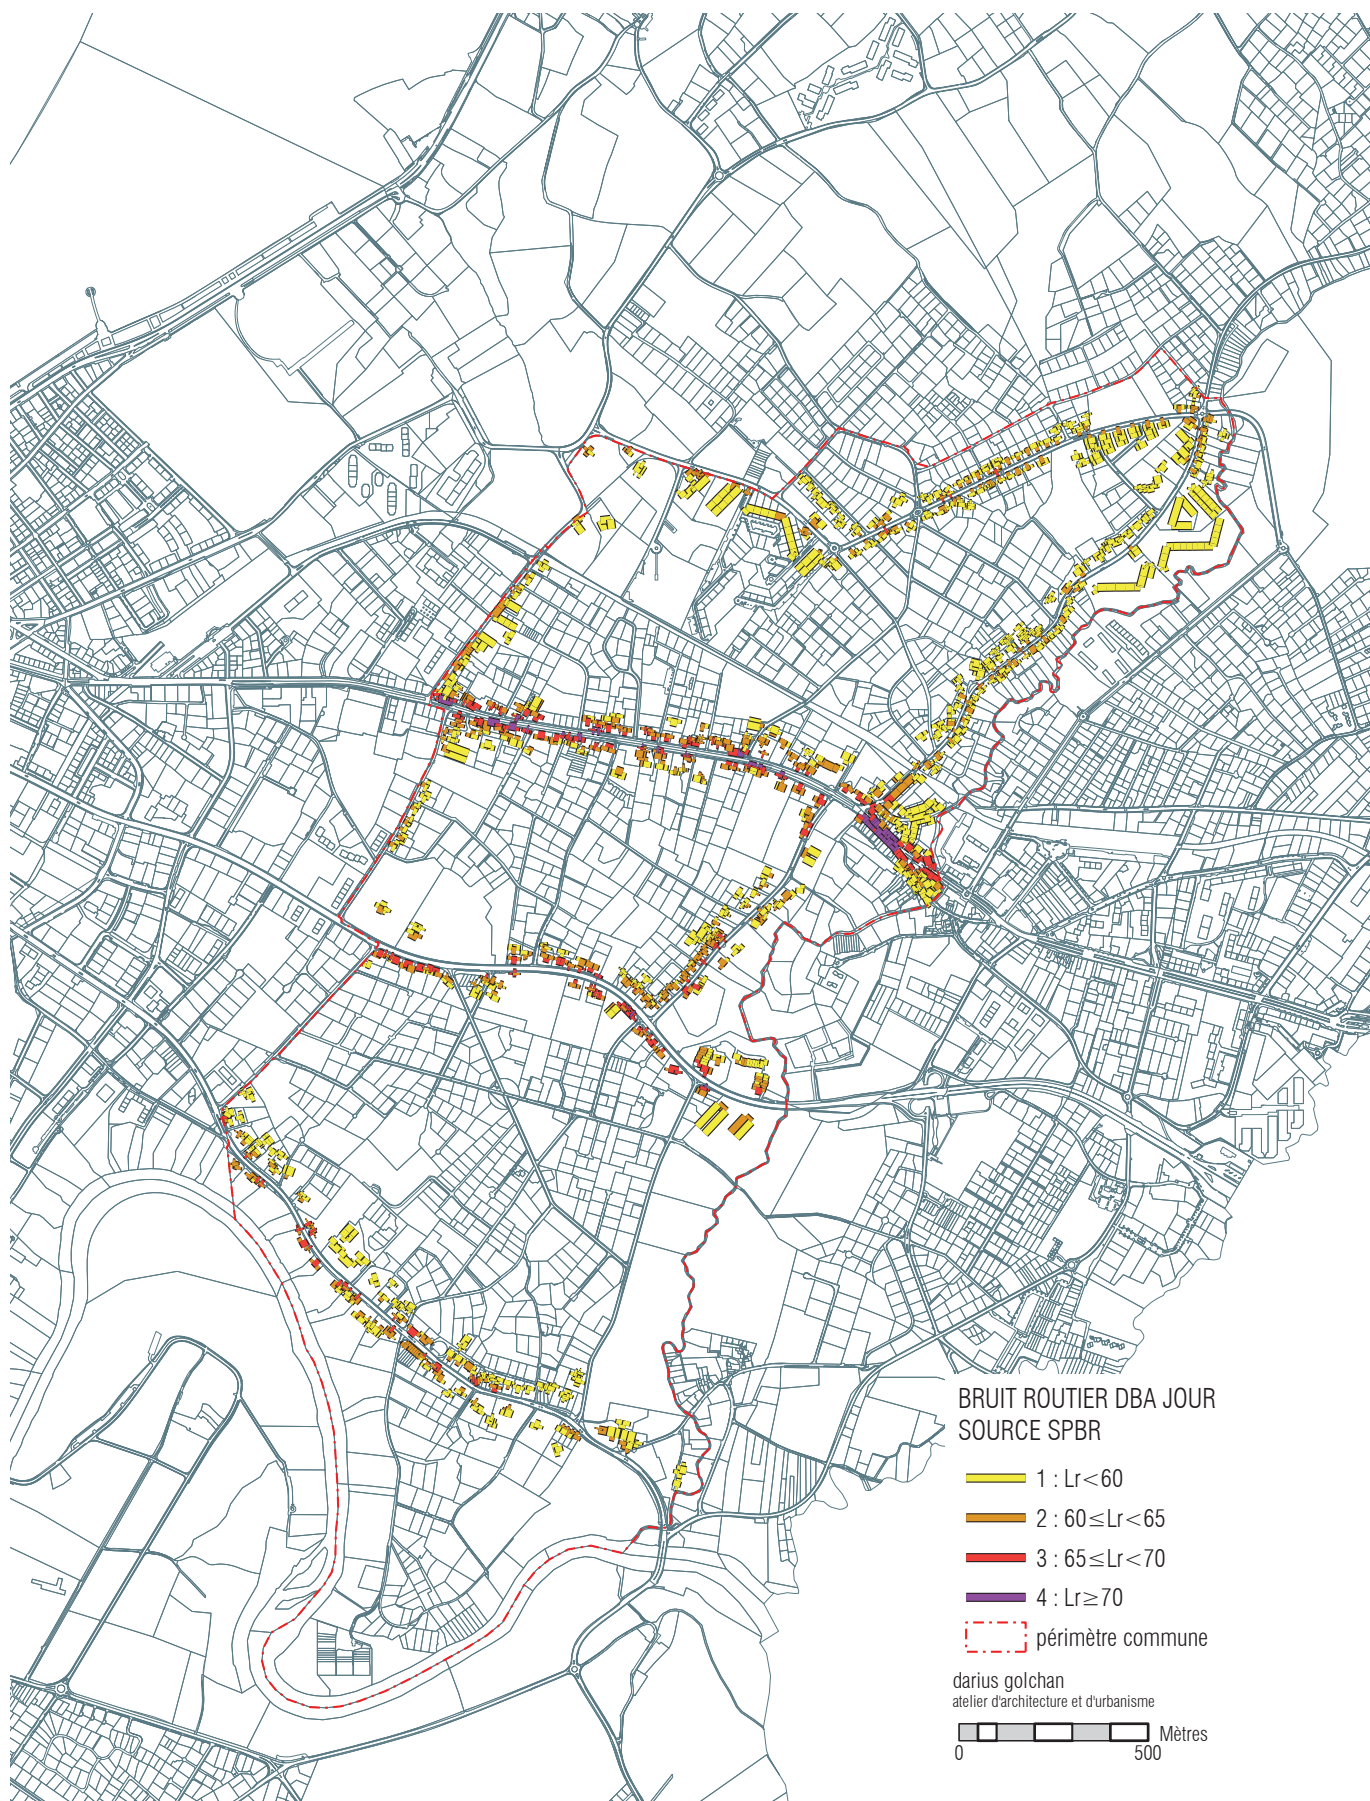 BRUIT ROUTIER DBA JOUR
SOURCE SPBR
1 : Lr<60
2 : 60≤Lr<65
3 : 65≤Lr<70
4 : Lr≥70
périmètre commune
darius golchan
atelier d'architecture et d'urbanisme
Mètres
0 500